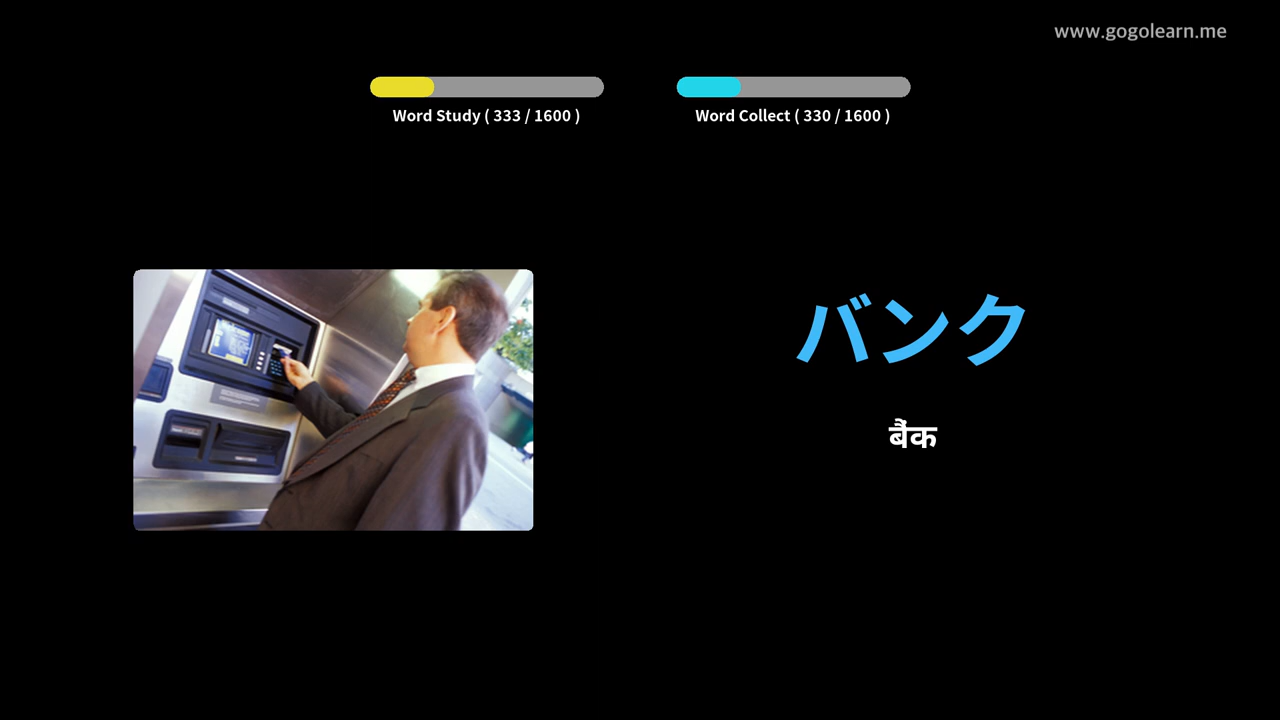 www.gogolearn.me
Word Study ( 333 / 1600 )
Word Collect ( 330 / 1600 )
バンク
बैंक